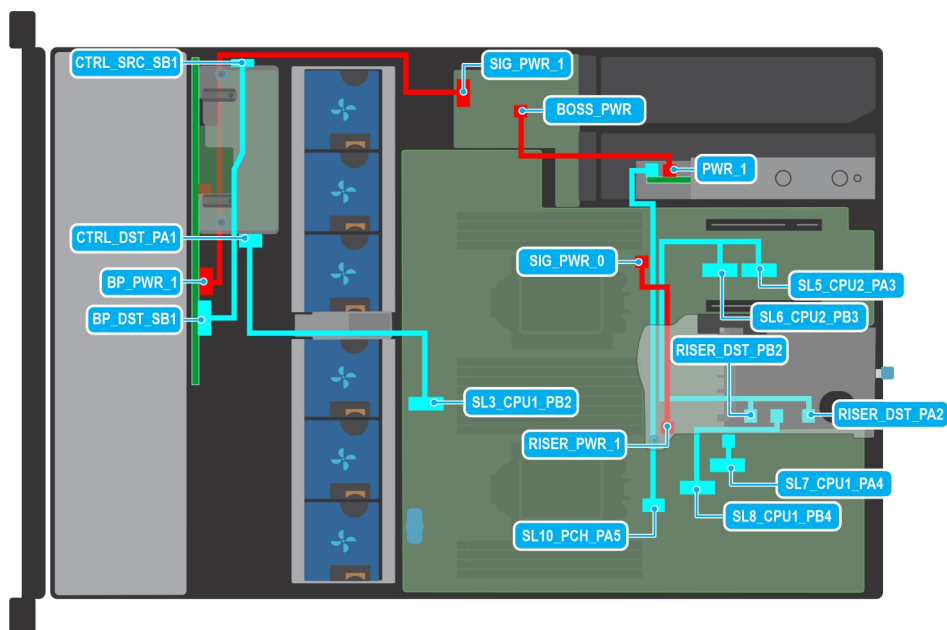 CTRL_SRC_SB1
SIG_PWR_1
BOSS_PWR
PWR_1
CTRL_DST_PA1
SIG_PWR_0
BP_PWR_1
SL5_CPU2_PA3
BP_DST_SB1
SL6_CPU2_PB3
RISER_DST_PB2
SL3_CPU1_PB2
RISER_DST_PA2
RISER_PWR_1
SL7_CPU1_PA4
SL8_CPU1_PB4
SL10_PCH_PA5